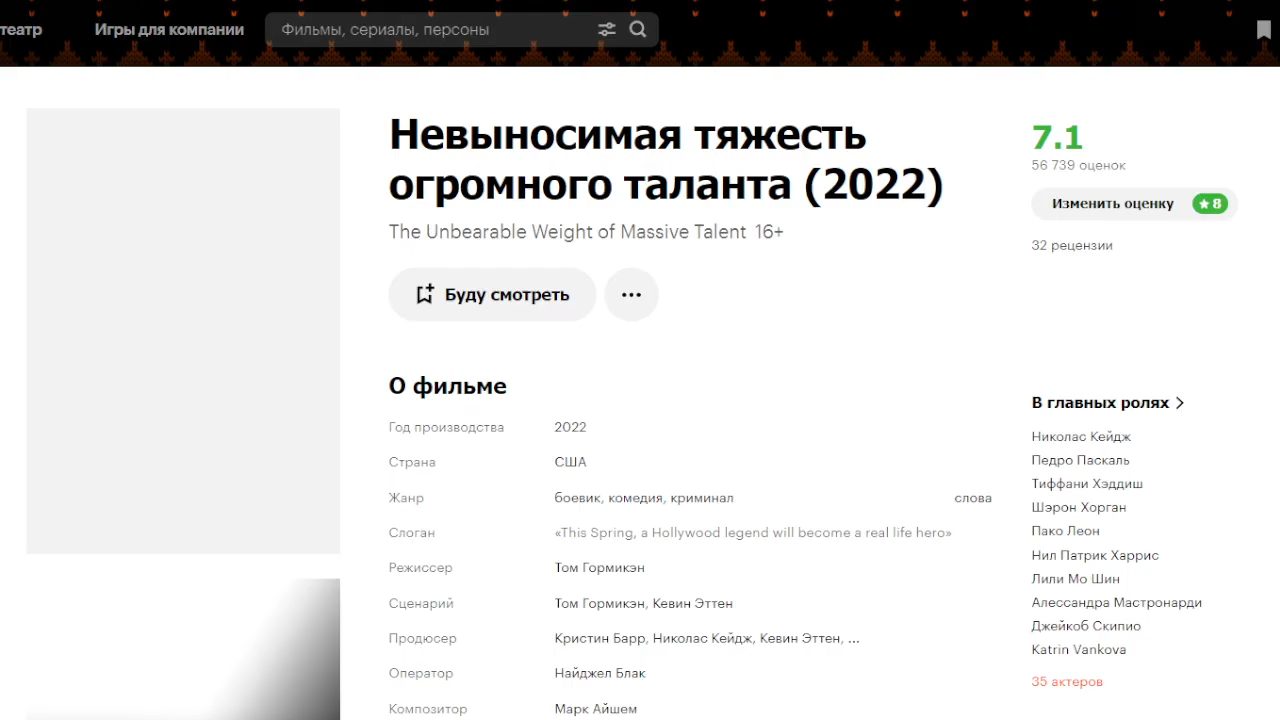 театр Игры для компании Фильмы, сериалы, персоны
Невыносимая тяжесть
огромного таланта (2022)
The Unbearable Weight of Massive Talent 16+
Буду смотреть
7.1
56 739 оценок
Изменить оценку 8
32 рецензии
О фильме
Год производства 2022
Страна США
Жанр боевик, комедия, криминал слова
Слоган «This Spring, a Hollywood legend will become a real life hero»
Режиссер Том Гормикэн
Сценарий Том Гормикэн, Кевин Эттен
Продюсер Кристин Барр, Николас Кейдж, Кевин Эттен, ...
Оператор Найджел Блак
Композитор Марк Айшем
В главных ролях
Николас Кейдж
Педро Паскаль
Тиффани Хэддиш
Шэрон Хорган
Пако Леон
Нил Патрик Харрис
Лили Мо Шин
Алессандра Мастронарди
Джейкоб Скипио
Katrin Vankova
35 актеров